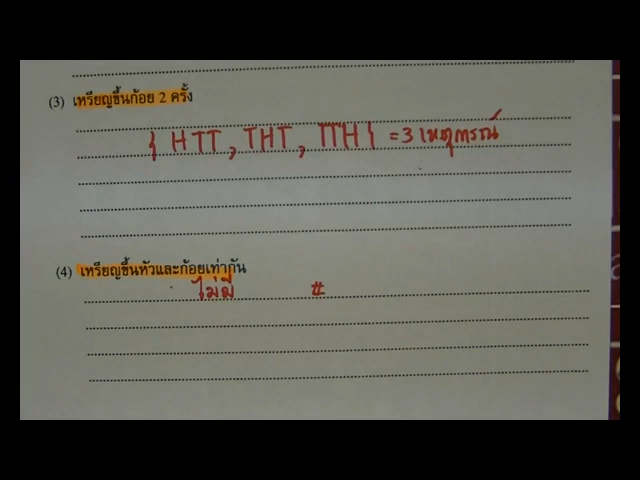 (3) เหรียญขึ้นก้อย 2 ครั้ง
{ HTT , THT , TTH } = 3 เหตุการณ์
(4) เหรียญขึ้นหัวและก้อยเท่ากัน
ไม่มี #